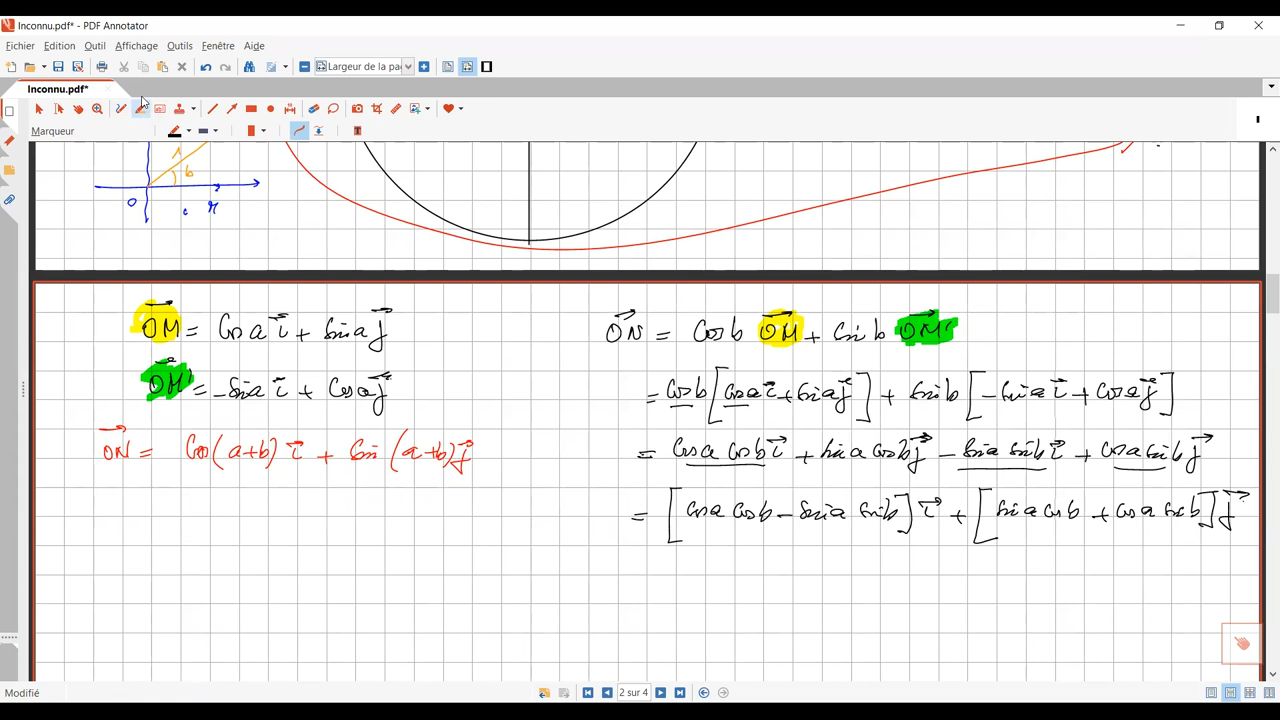 Inconnu.pdf* - PDF Annotator
Fichier Edition Outil Affichage Outils Fenêtre Aide
Largeur de la pa
Inconnu.pdf*
Marqueur
1 b
O
OM = Cos a i + sin a j
OM' = -sin a i + Cos a j
ON = Cos(a+b) i + Sin(a+b) j
ON = Cos b OM + Sin b OM'
= Cos b [cos a i + sin a j] + sin b [-sin a i + cos a j]
= Cos a cos b i + sin a cos b j - sin a sin b i + cos a sin b j
= [cos a cos b - sin a sin b] i + [sin a cos b + cos a sin b] j
Modifié
2 sur 4